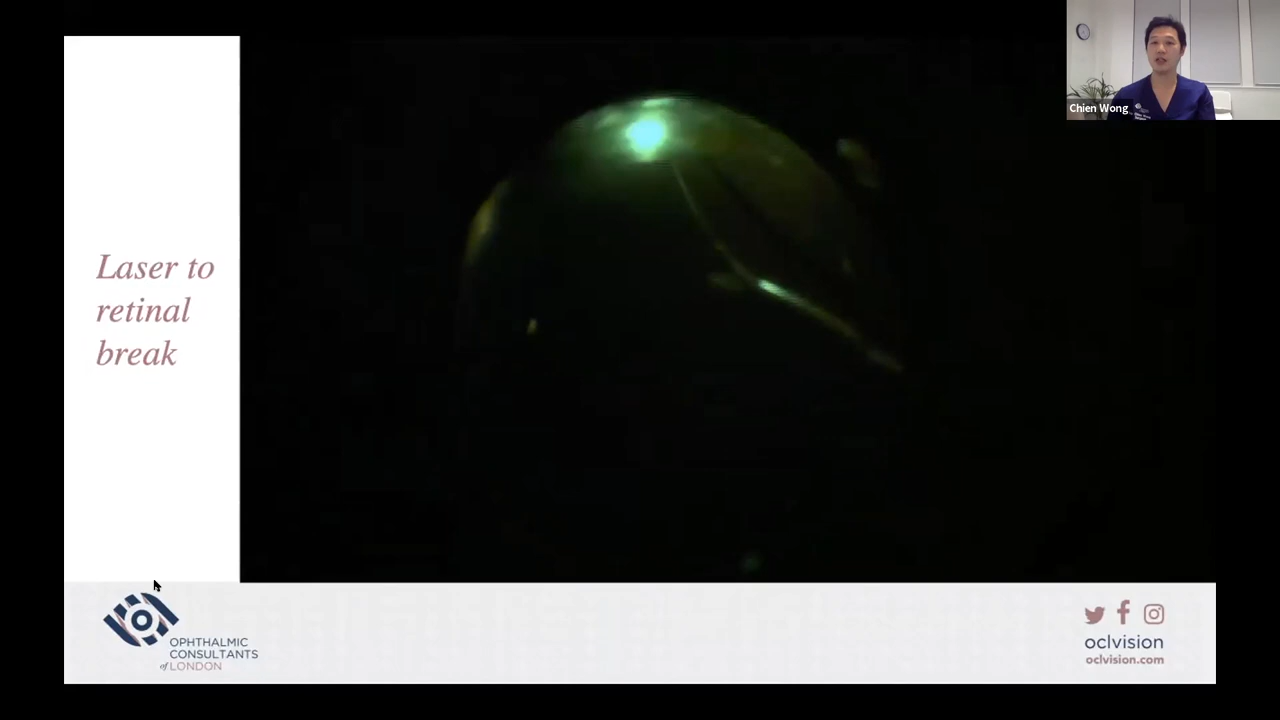 Chien Wong
Laser to
retinal
break
OPHTHALMIC
CONSULTANTS
of LONDON
oclvision
oclvision.com